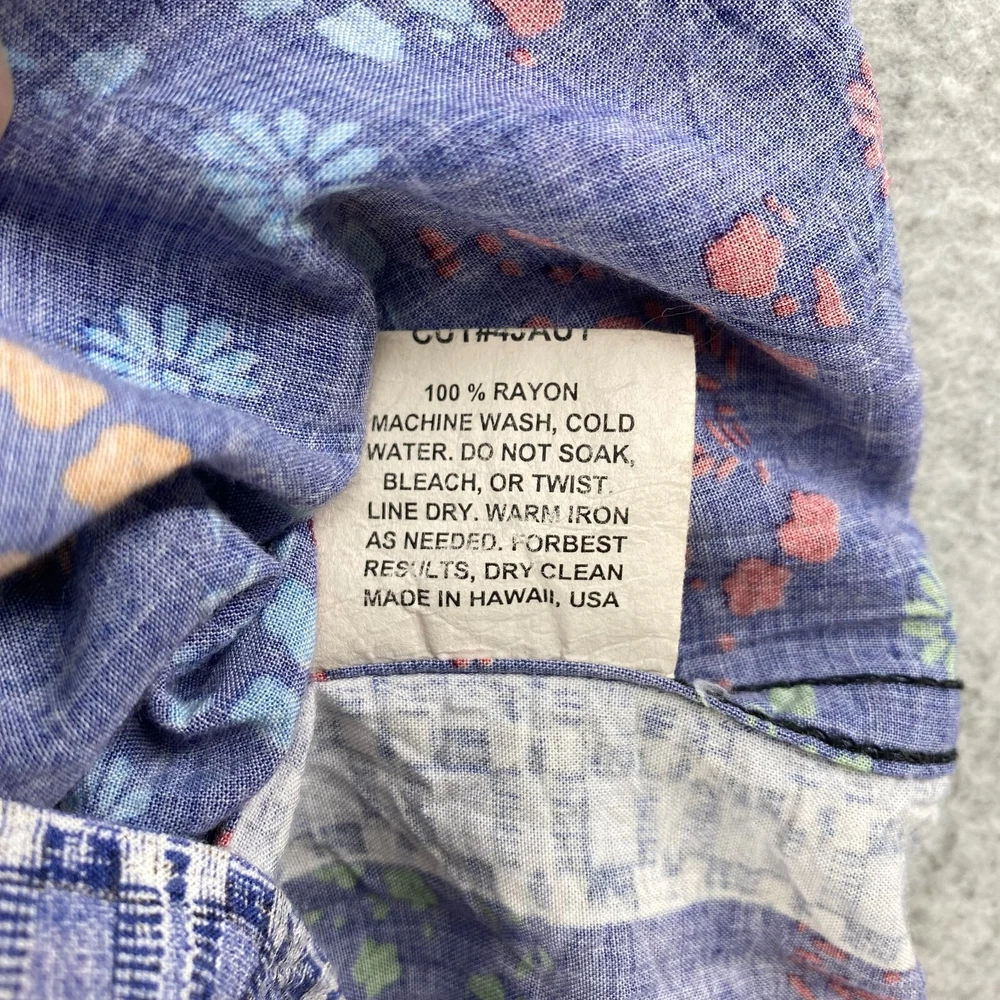 100 % RAYON
MACHINE WASH, COLD
WATER. DO NOT SOAK,
BLEACH, OR TWIST.
LINE DRY. WARM IRON
AS NEEDED. FORBEST
RESULTS, DRY CLEAN
MADE IN HAWAII, USA